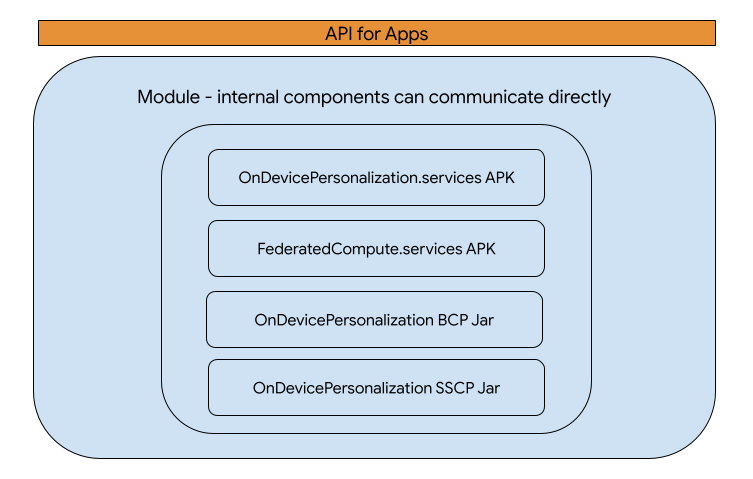 API for Apps
Module - internal components can communicate directly
OnDevicePersonalization.services APK
FederatedCompute.services APK
OnDevicePersonalization BCP Jar
OnDevicePersonalization SSCP Jar